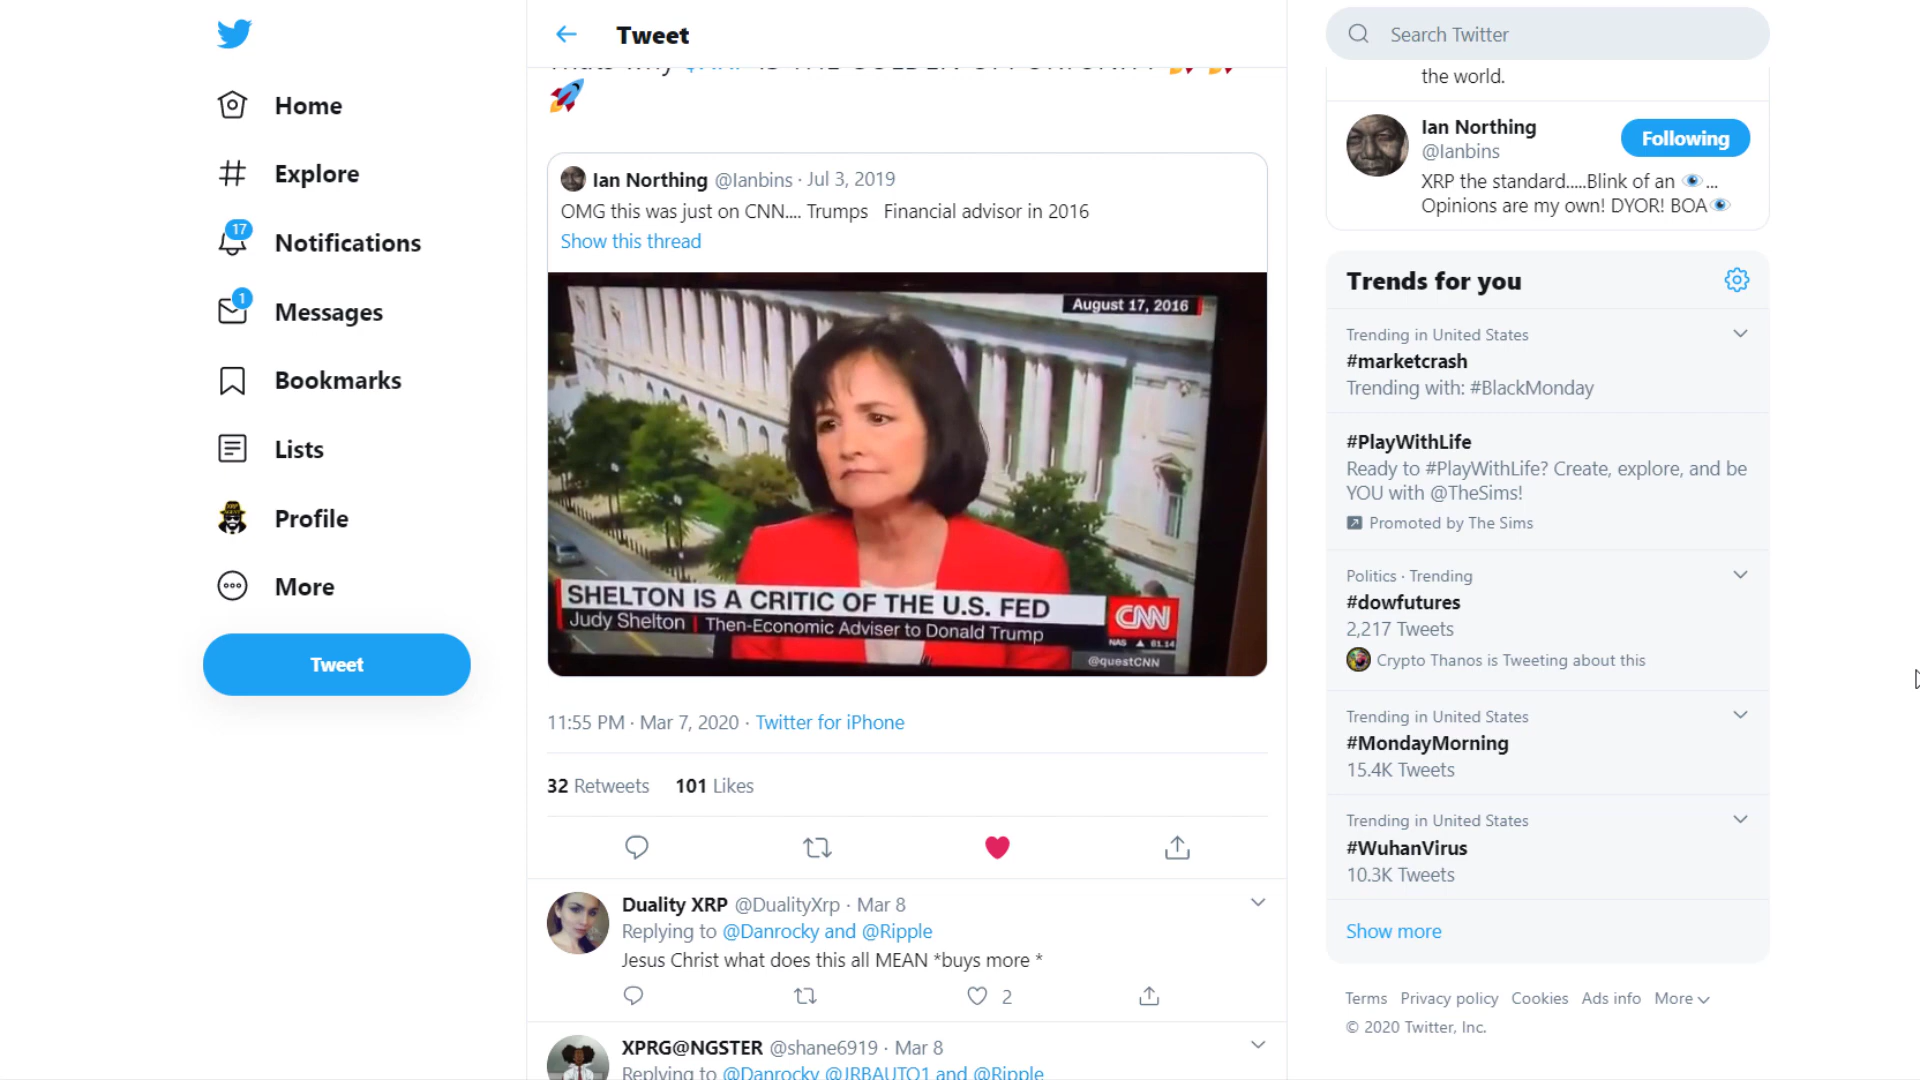 Home
Explore
17
Notifications
1
Messages
Bookmarks
Lists
Profile
More
Tweet
Tweet
Ian Northing @Ianbins · Jul 3, 2019
OMG this was just on CNN.... Trumps Financial advisor in 2016
Show this thread
August 17, 2016
SHELTON IS A CRITIC OF THE U.S. FED
Judy Shelton | Then-Economic Adviser to Donald Trump
CNN
NAS ▲ 61.14
@questCNN
11:55 PM · Mar 7, 2020 · Twitter for iPhone
32 Retweets 101 Likes
Duality XRP @DualityXrp · Mar 8
Replying to @Danrocky and @Ripple
Jesus Christ what does this all MEAN *buys more *
2
XPRG@NGSTER @shane6919 · Mar 8
Replying to @Danrocky @JRBAUTO1 and @Ripple
Search Twitter
the world.
Ian Northing
Following
@Ianbins
XRP the standard.....Blink of an 👁...
Opinions are my own! DYOR! BOA👁
Trends for you
Trending in United States
#marketcrash
Trending with: #BlackMonday
#PlayWithLife
Ready to #PlayWithLife? Create, explore, and be
YOU with @TheSims!
Promoted by The Sims
Politics · Trending
#dowfutures
2,217 Tweets
Crypto Thanos is Tweeting about this
Trending in United States
#MondayMorning
15.4K Tweets
Trending in United States
#WuhanVirus
10.3K Tweets
Show more
Terms Privacy policy Cookies Ads info More
© 2020 Twitter, Inc.